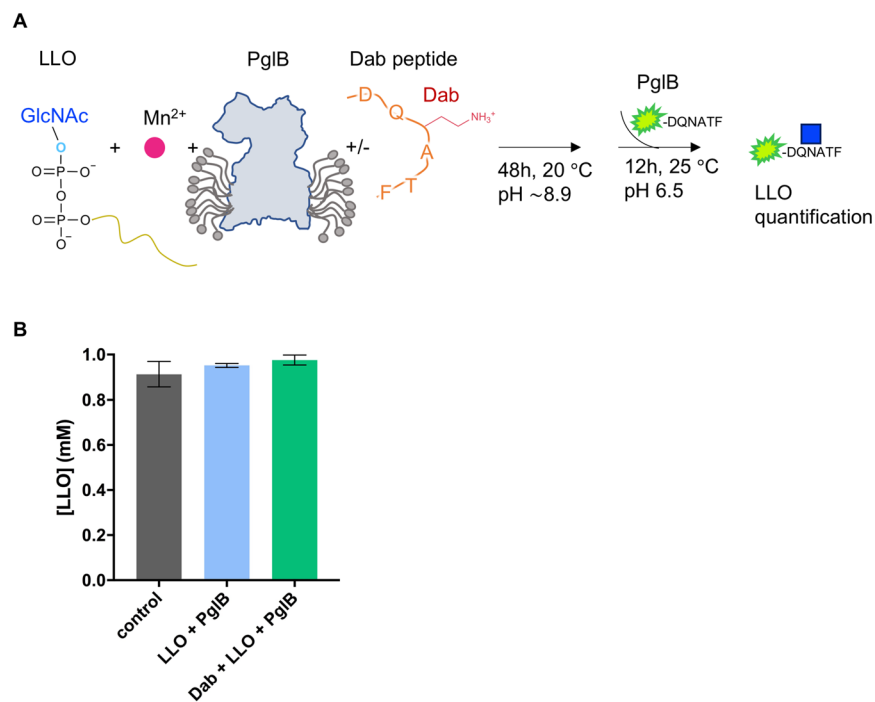 A
LLO
PglB
Dab peptide
PglB
GlcNAc
Mn²⁺
D
Q
Dab
NH₃⁺
-DQNATF
O
+
+
+/-
A
-DQNATF
O=P-O⁻
O
48h, 20 °C
12h, 25 °C
F
T
pH ~8.9
pH 6.5
LLO
O=P-O
quantification
O⁻
B
1.0
0.8
0.6
0.4
0.2
0.0
[LLO] (mM)
control
LLO + PglB
Dab + LLO + PglB